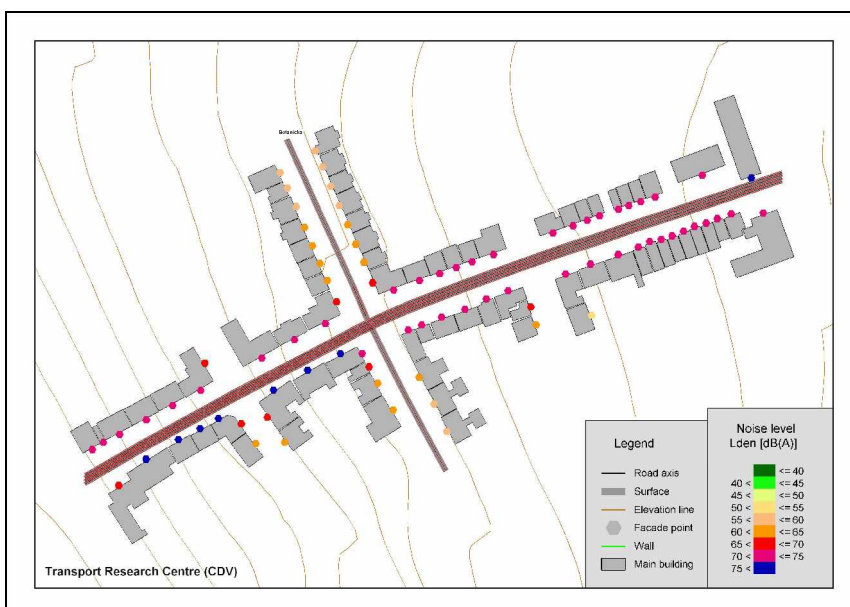 Botanicka
Legend
Road axis
Surface
Elevation line
Facade point
Wall
Main building
Noise level
Lden [dB(A)]
<= 40
40 < <= 45
45 < <= 50
50 < <= 55
55 < <= 60
60 < <= 65
65 < <= 70
70 < <= 75
75 <
Transport Research Centre (CDV)